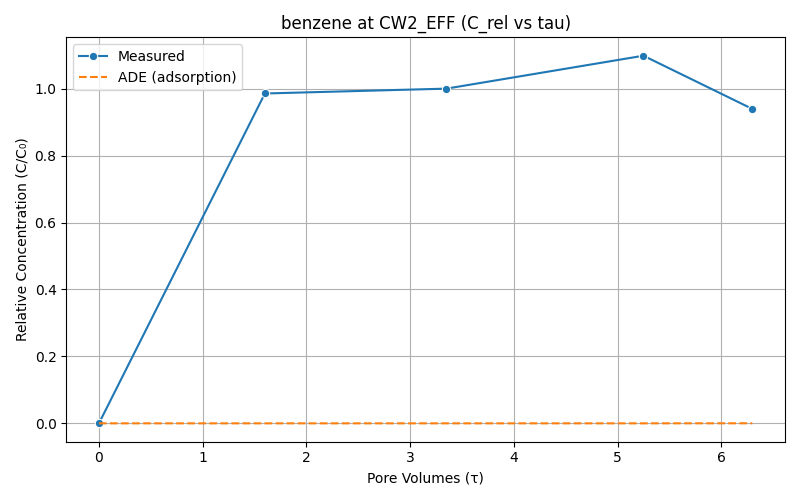 benzene at CW2_EFF (C_rel vs tau)
Measured
ADE (adsorption)
Relative Concentration (C/C₀)
1.0
0.8
0.6
0.4
0.2
0.0
0 1 2 3 4 5 6
Pore Volumes (τ)